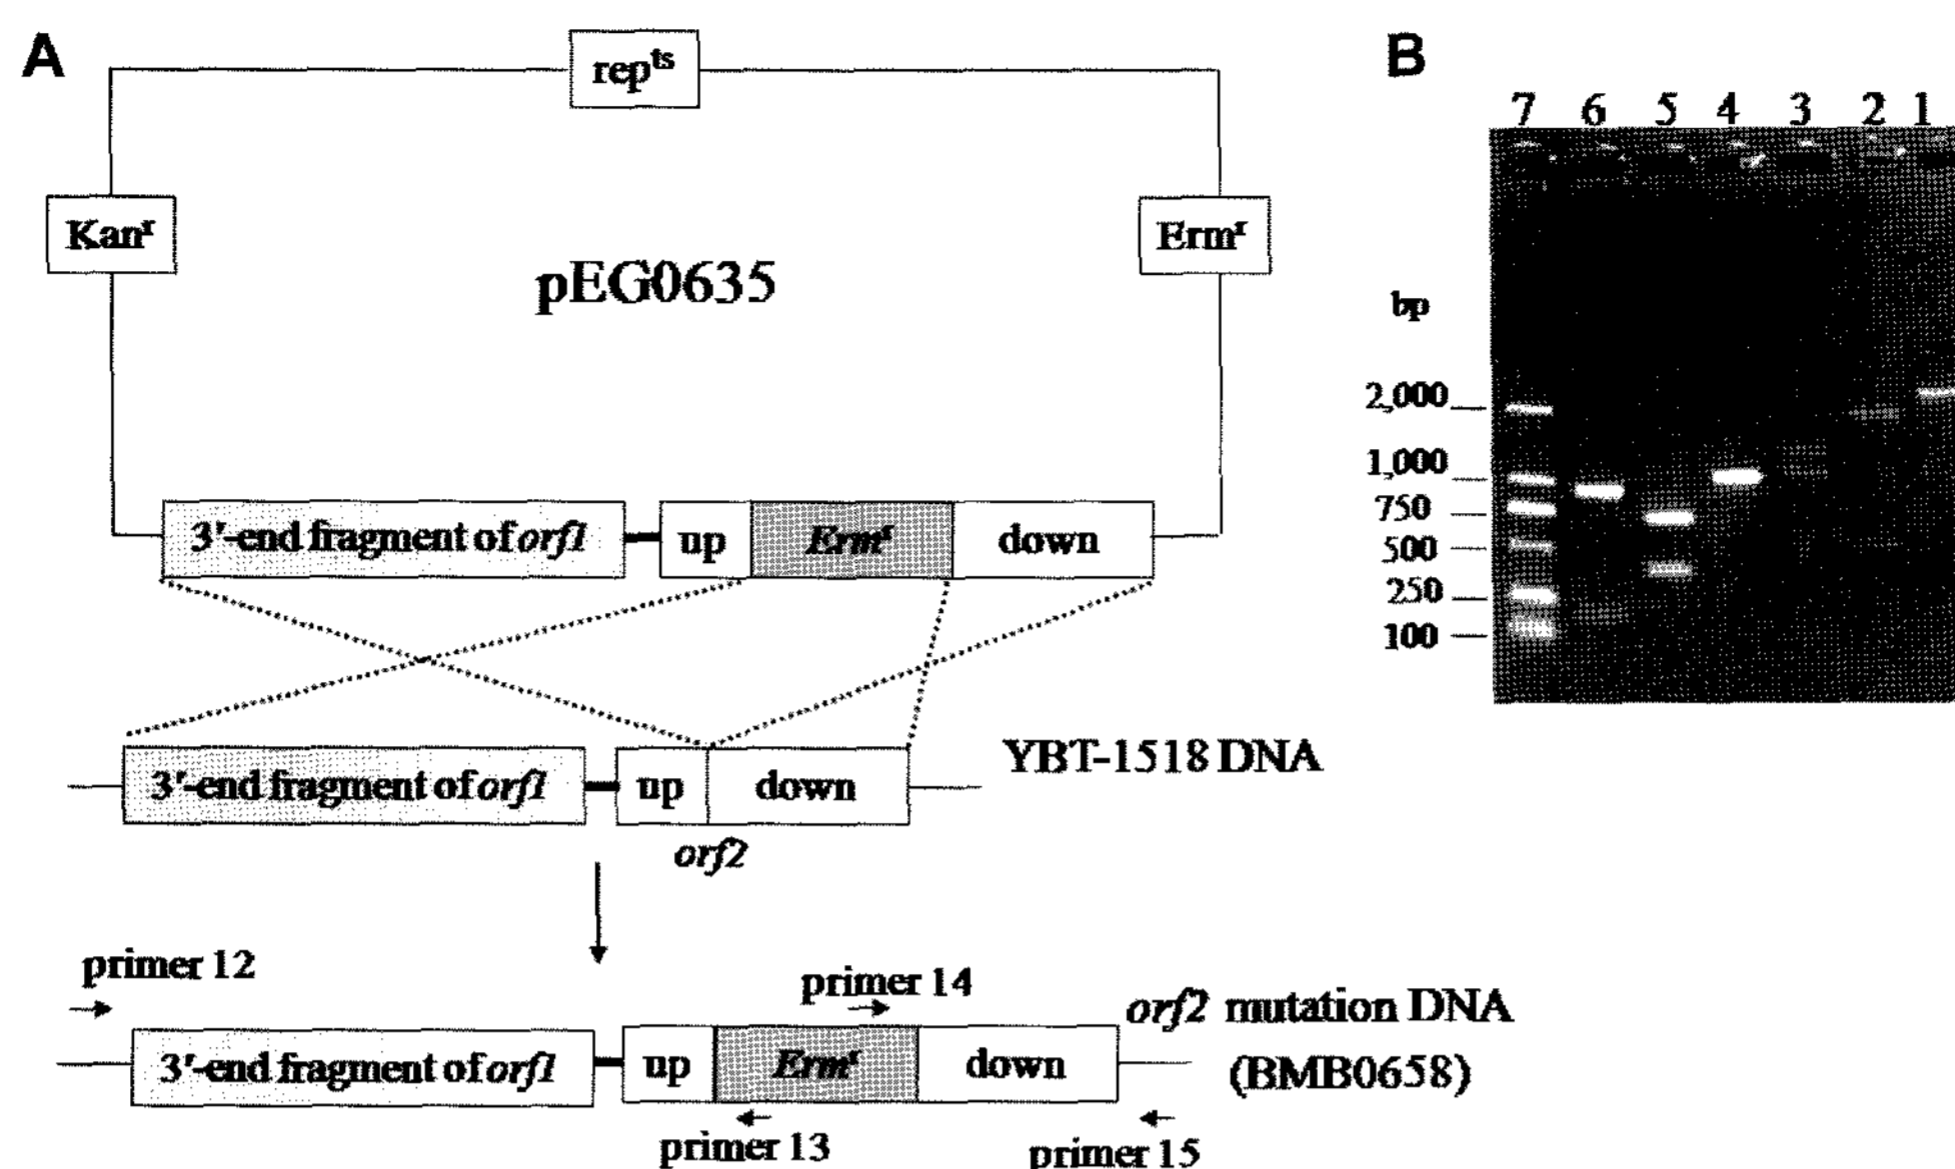 A
rep^ts
Kan^r
Erm^r
pEG0635
3'-end fragment of orf1
up
Erm^r
down
3'-end fragment of orf1
up
down
YBT-1518 DNA
orf2
primer 12
primer 14
orf2 mutation DNA
3'-end fragment of orf1
up
Erm^r
down
(BMB0658)
primer 13
primer 15
B
7 6 5 4 3 2 1
bp
2,000
1,000
750
500
250
100